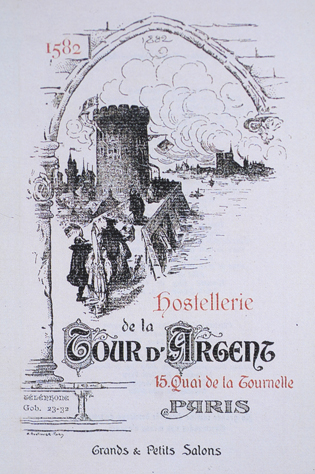 1582
1582
Hostellerie
de la
TOUR D'ARGENT
15. Quai de la Tournelle
PARIS
TÉLÉPHONE
Gob. 23-32
Grands & Petits Salons